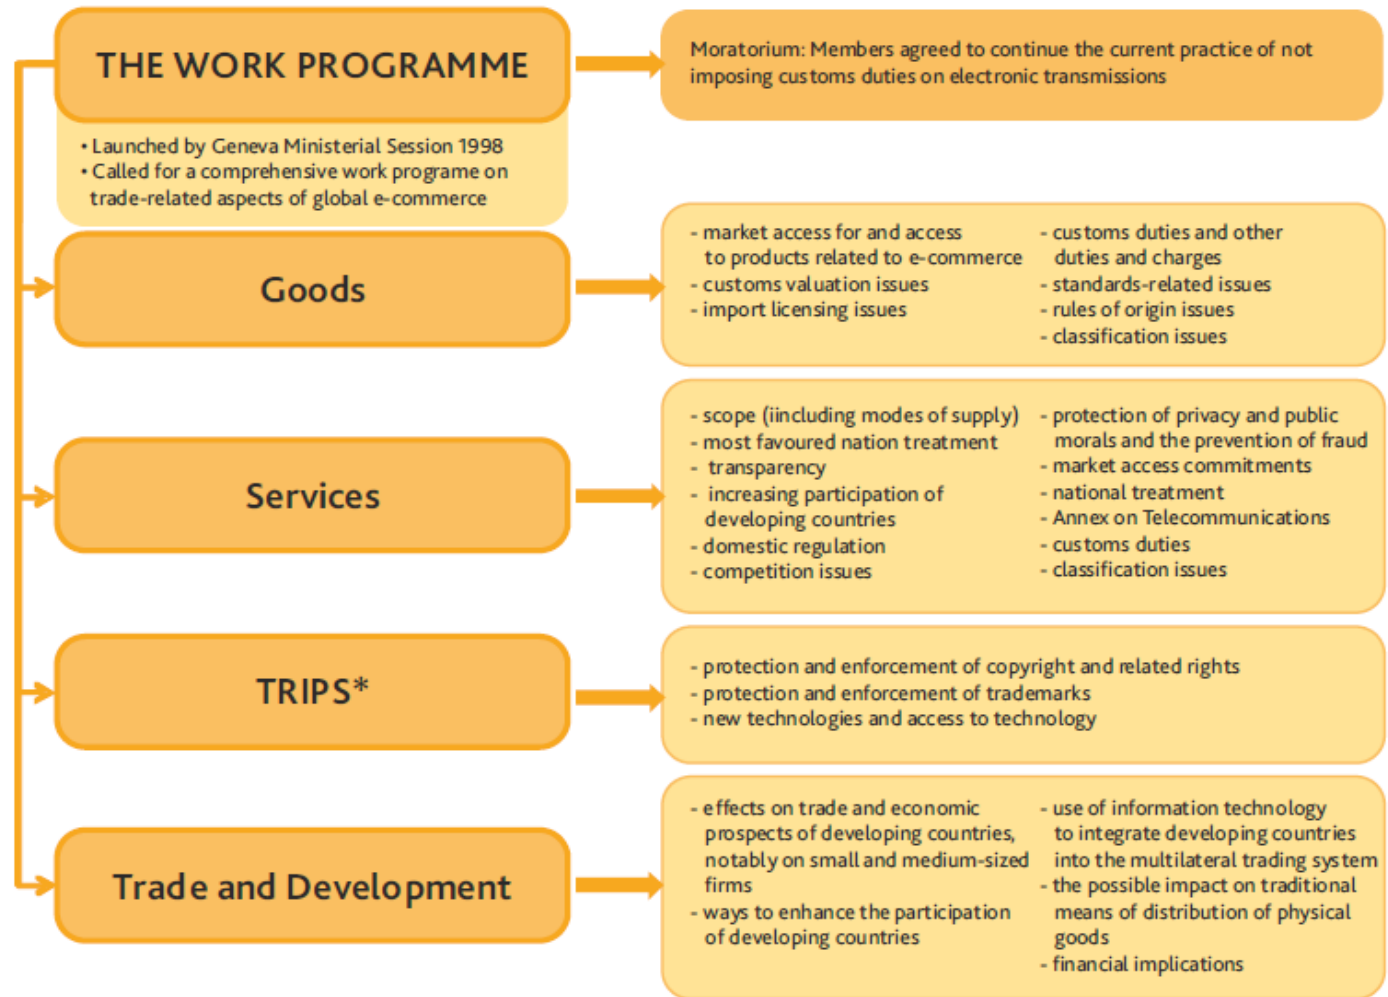 THE WORK PROGRAMME
Moratorium: Members agreed to continue the current practice of not
imposing customs duties on electronic transmissions
• Launched by Geneva Ministerial Session 1998
• Called for a comprehensive work programe on
trade-related aspects of global e-commerce
Goods
- market access for and access
to products related to e-commerce
- customs valuation issues
- import licensing issues
- customs duties and other
duties and charges
- standards-related issues
- rules of origin issues
- classification issues
Services
- scope (iincluding modes of supply)
- most favoured nation treatment
- transparency
- increasing participation of
developing countries
- domestic regulation
- competition issues
- protection of privacy and public
morals and the prevention of fraud
- market access commitments
- national treatment
- Annex on Telecommunications
- customs duties
- classification issues
TRIPS*
- protection and enforcement of copyright and related rights
- protection and enforcement of trademarks
- new technologies and access to technology
Trade and Development
- effects on trade and economic
prospects of developing countries,
notably on small and medium-sized
firms
- ways to enhance the participation
of developing countries
- use of information technology
to integrate developing countries
into the multilateral trading system
- the possible impact on traditional
means of distribution of physical
goods
- financial implications